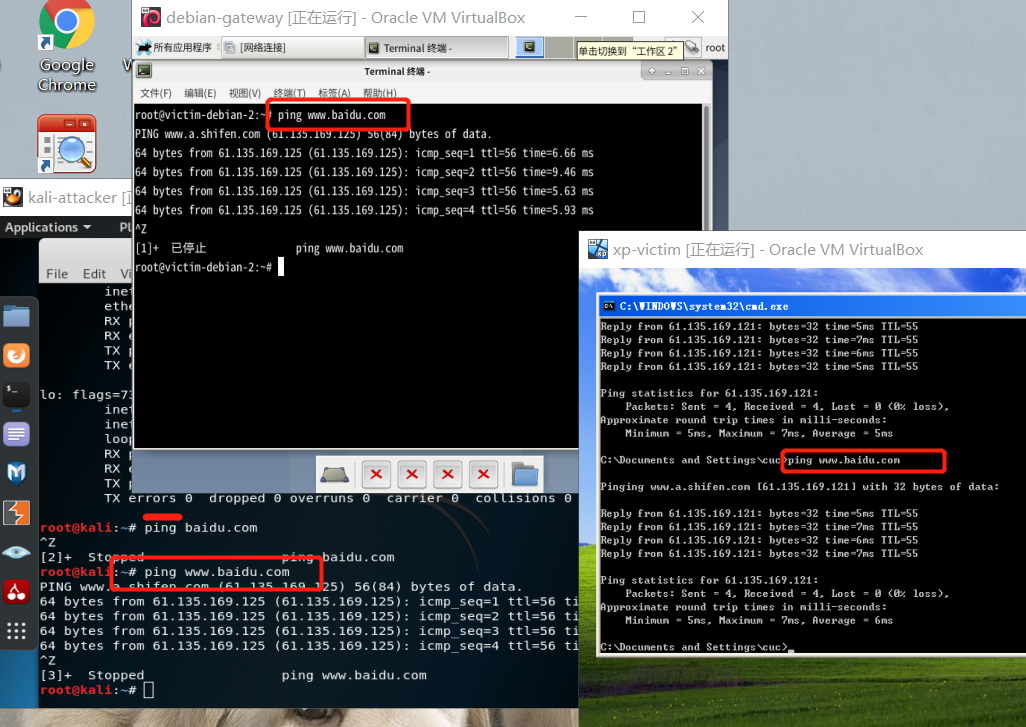 Google
Chrome
debian-gateway [正在运行] - Oracle VM VirtualBox
所有应用程序
[网络连接]
Terminal 终端 -
单击切换到 “工作区 2”
root
Terminal 终端 -
文件(F) 编辑(E) 视图(V) 终端(T) 标签(A) 帮助(H)
root@victim-debian-2:~# ping www.baidu.com
PING www.a.shifen.com (61.135.169.125) 56(84) bytes of data.
64 bytes from 61.135.169.125 (61.135.169.125): icmp_seq=1 ttl=56 time=6.66 ms
64 bytes from 61.135.169.125 (61.135.169.125): icmp_seq=2 ttl=56 time=9.46 ms
64 bytes from 61.135.169.125 (61.135.169.125): icmp_seq=3 ttl=56 time=5.63 ms
64 bytes from 61.135.169.125 (61.135.169.125): icmp_seq=4 ttl=56 time=5.93 ms
^Z
[1]+ 已停止 ping www.baidu.com
root@victim-debian-2:~#
kali-attacker [正
Applications Pl
File Edit Vi
inet
ethe
RX p
RX e
TX p
TX e
lo: flags=73
inet
inet
loop
RX p
RX e
TX p
TX errors 0 dropped 0 overruns 0 carrier 0 collisions 0
root@kali:~# ping baidu.com
^Z
[2]+ Stopped ping baidu.com
root@kali:~# ping www.baidu.com
PING www.a.shifen.com (61.135.169.125) 56(84) bytes of data.
64 bytes from 61.135.169.125 (61.135.169.125): icmp_seq=1 ttl=56 ti
64 bytes from 61.135.169.125 (61.135.169.125): icmp_seq=2 ttl=56 ti
64 bytes from 61.135.169.125 (61.135.169.125): icmp_seq=3 ttl=56 ti
64 bytes from 61.135.169.125 (61.135.169.125): icmp_seq=4 ttl=56 ti
^Z
[3]+ Stopped ping www.baidu.com
root@kali:~#
xp-victim [正在运行] - Oracle VM VirtualBox
C:\WINDOWS\system32\cmd.exe
Reply from 61.135.169.121: bytes=32 time=5ms TTL=55
Reply from 61.135.169.121: bytes=32 time=7ms TTL=55
Reply from 61.135.169.121: bytes=32 time=6ms TTL=55
Reply from 61.135.169.121: bytes=32 time=5ms TTL=55
Ping statistics for 61.135.169.121:
Packets: Sent = 4, Received = 4, Lost = 0 (0% loss),
Approximate round trip times in milli-seconds:
Minimum = 5ms, Maximum = 7ms, Average = 5ms
C:\Documents and Settings\cuc>ping www.baidu.com
Pinging www.a.shifen.com [61.135.169.121] with 32 bytes of data:
Reply from 61.135.169.121: bytes=32 time=5ms TTL=55
Reply from 61.135.169.121: bytes=32 time=7ms TTL=55
Reply from 61.135.169.121: bytes=32 time=6ms TTL=55
Reply from 61.135.169.121: bytes=32 time=7ms TTL=55
Ping statistics for 61.135.169.121:
Packets: Sent = 4, Received = 4, Lost = 0 (0% loss),
Approximate round trip times in milli-seconds:
Minimum = 5ms, Maximum = 7ms, Average = 6ms
C:\Documents and Settings\cuc>